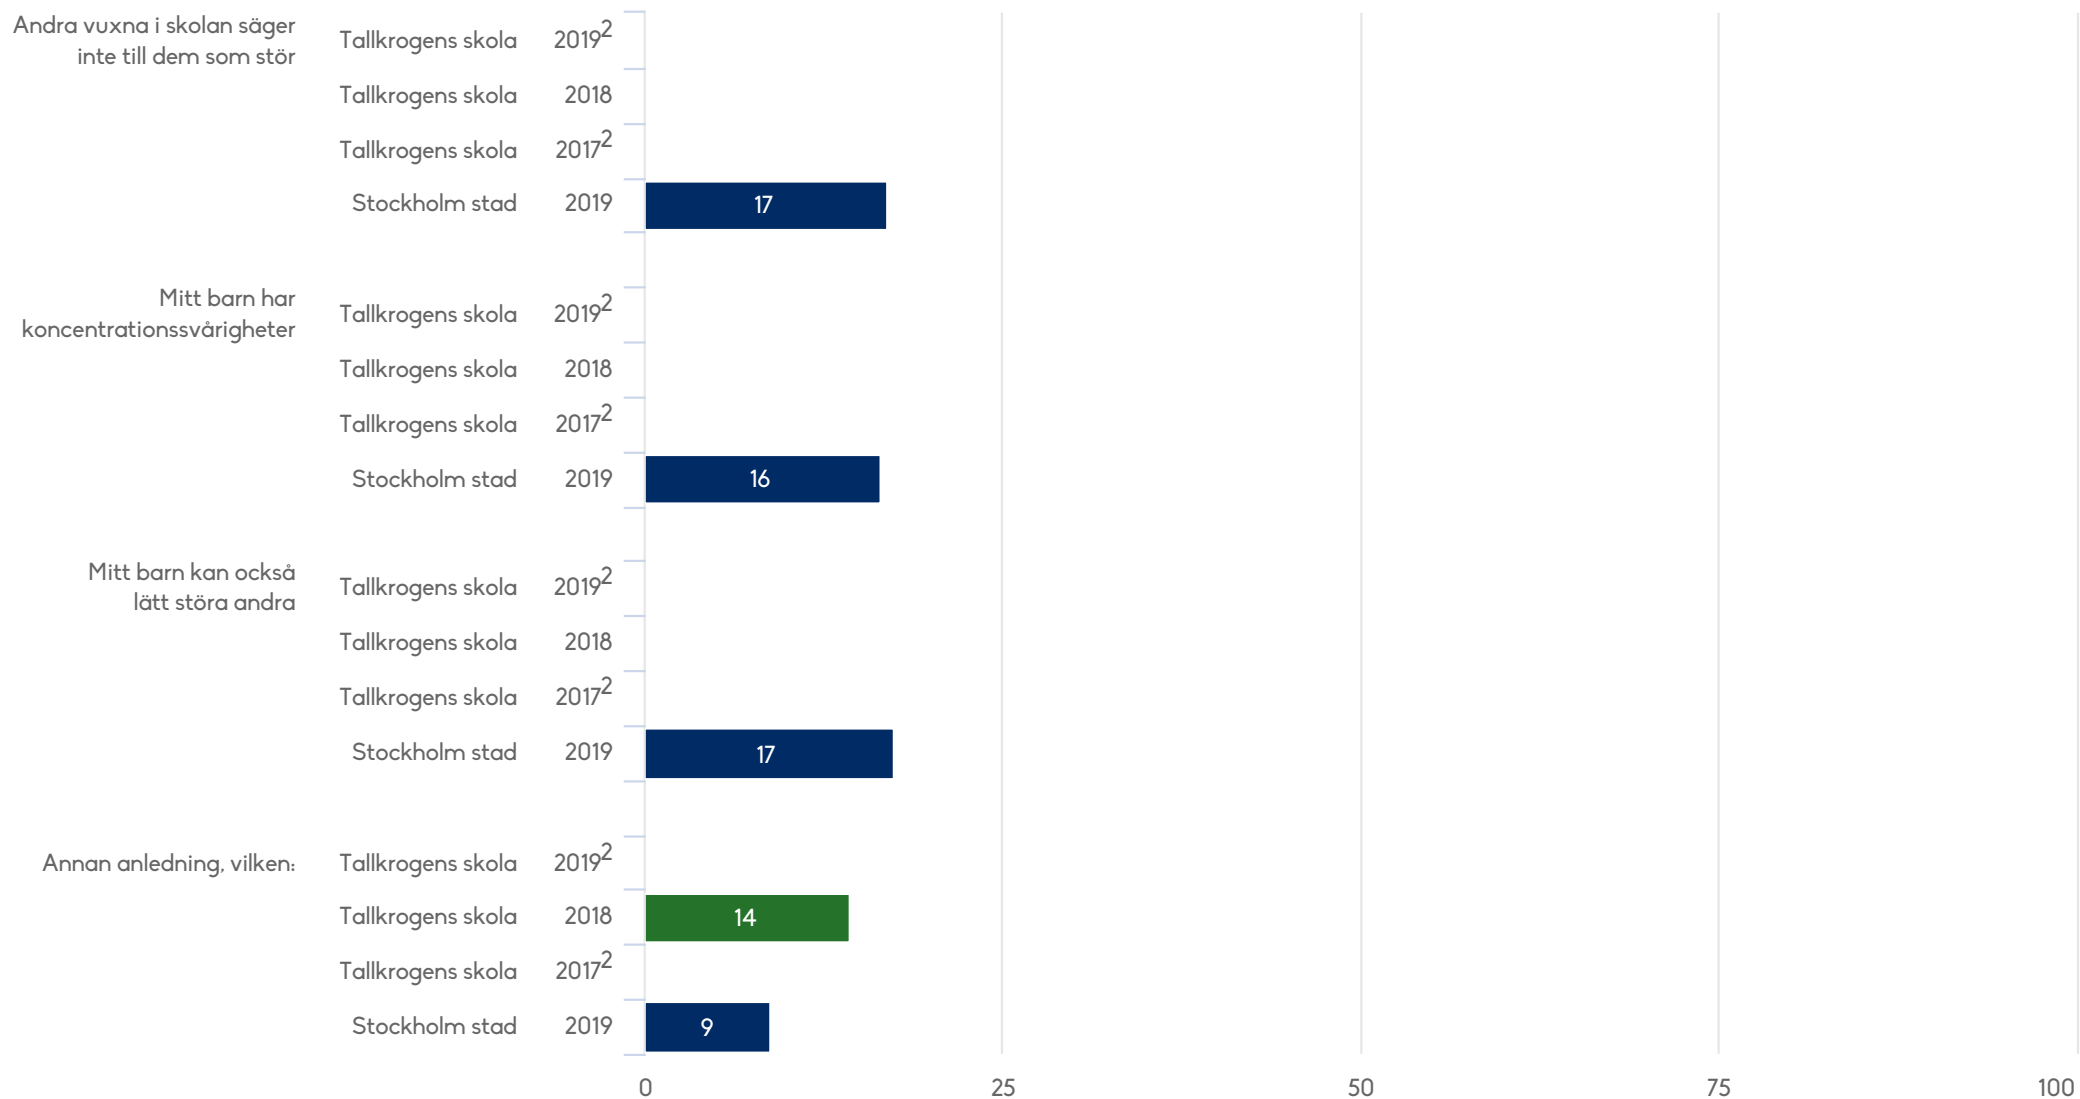 Andra vuxna i skolan säger
inte till dem som stör
Tallkrogens skola 2019²
Tallkrogens skola 2018
Tallkrogens skola 2017²
Stockholm stad 2019 17
Mitt barn har
koncentrationssvårigheter
Tallkrogens skola 2019²
Tallkrogens skola 2018
Tallkrogens skola 2017²
Stockholm stad 2019 16
Mitt barn kan också
lätt störa andra
Tallkrogens skola 2019²
Tallkrogens skola 2018
Tallkrogens skola 2017²
Stockholm stad 2019 17
Annan anledning, vilken: Tallkrogens skola 2019²
Tallkrogens skola 2018 14
Tallkrogens skola 2017²
Stockholm stad 2019 9
0 25 50 75 100